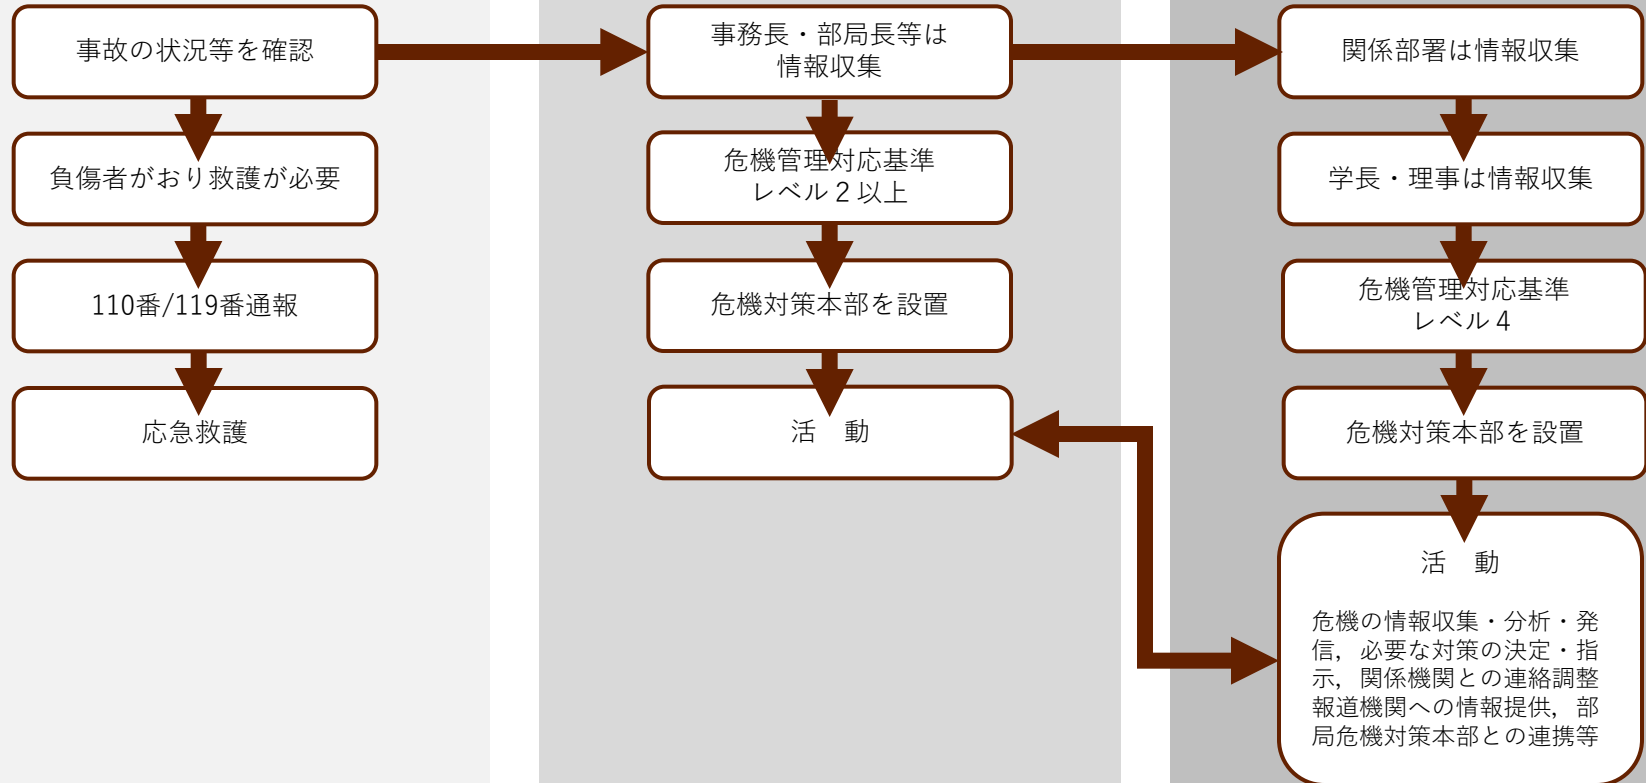 事故の状況等を確認
負傷者がおり救護が必要
110番/119番通報
応急救護
事務長・部局長等は
情報収集
危機管理対応基準
レベル２以上
危機対策本部を設置
活　動
関係部署は情報収集
学長・理事は情報収集
危機管理対応基準
レベル４
危機対策本部を設置
活　動
危機の情報収集・分析・発
信，必要な対策の決定・指
示，関係機関との連絡調整
報道機関への情報提供，部
局危機対策本部との連携等